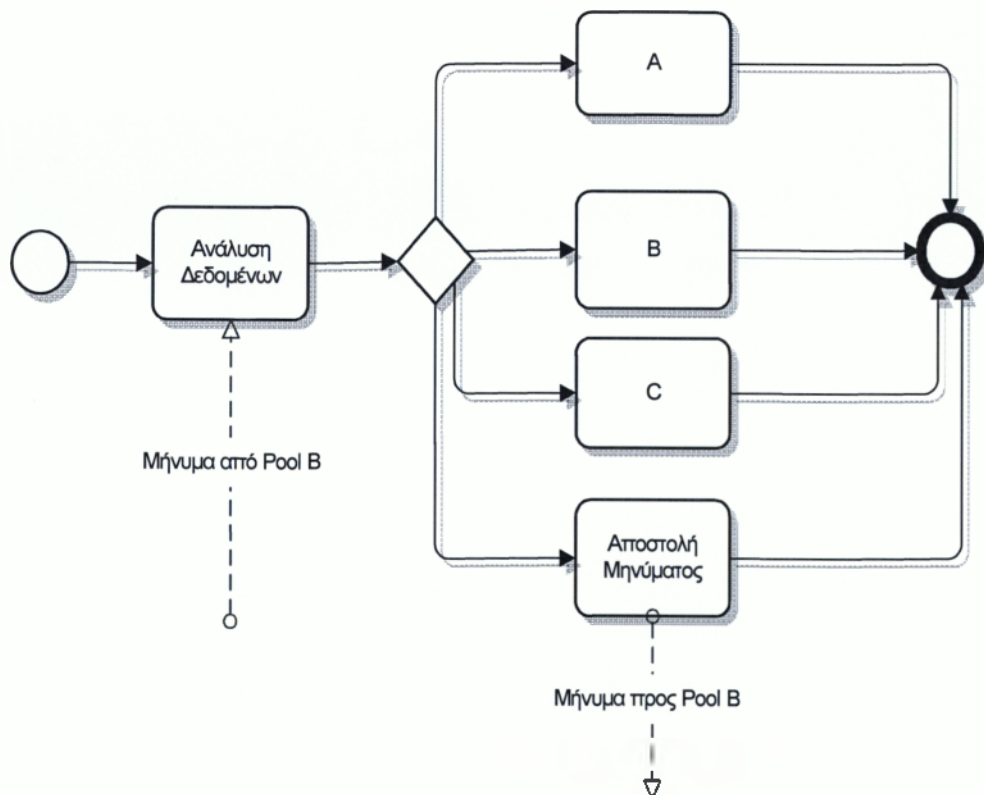 A
Ανάλυση
Δεδομένων
B
C
Μήνυμα από Pool B
Αποστολή
Μηνύματος
Μήνυμα προς Pool B